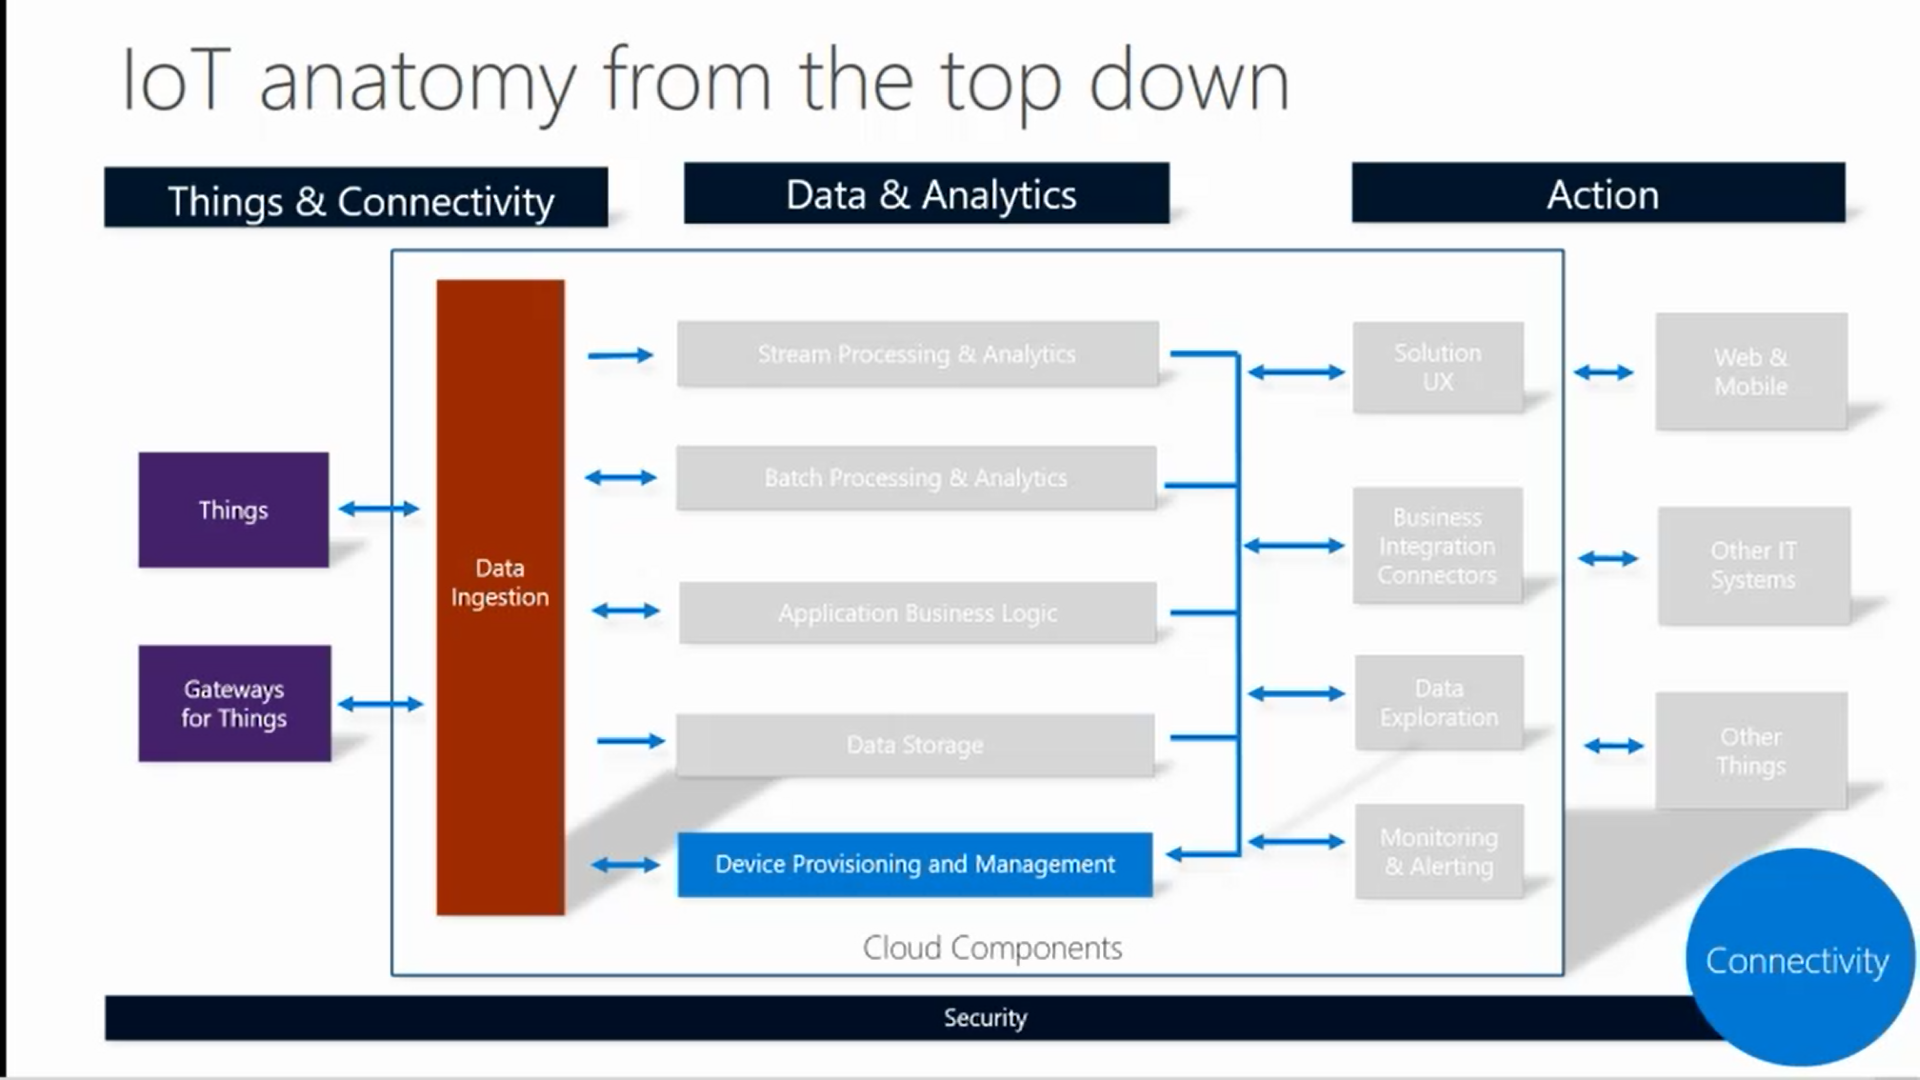 IoT anatomy from the top down
Things & Connectivity
Data & Analytics
Action
Data
Ingestion
Things
Gateways
for Things
Stream Processing & Analytics
Batch Processing & Analytics
Application Business Logic
Data Storage
Device Provisioning and Management
Solution
UX
Business
Integration
Connectors
Data
Exploration
Monitoring
& Alerting
Web &
Mobile
Other IT
Systems
Other
Things
Cloud Components
Security
Connectivity